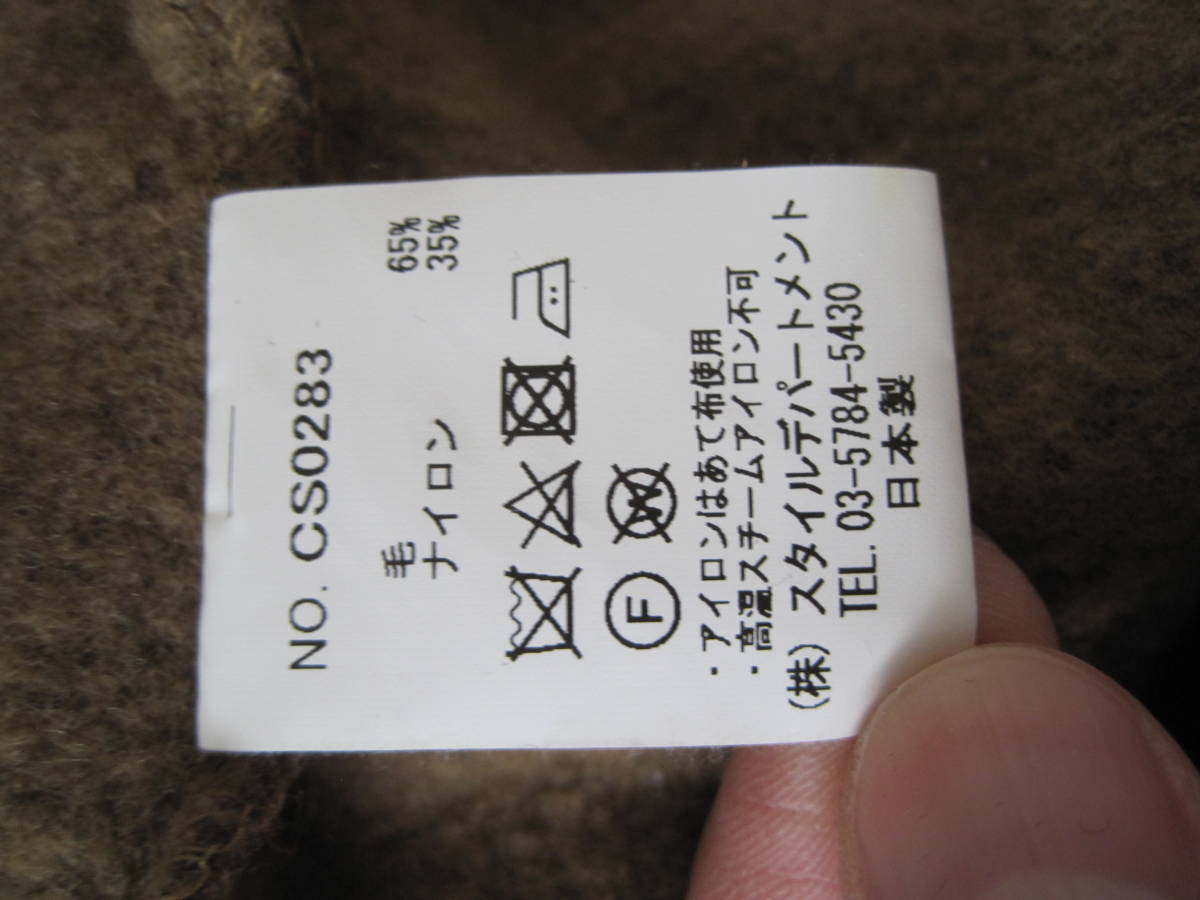 NO. CS0283
毛 65%
ナイロン 35%
F W
・アイロンはあて布使用
・高温スチームアイロン不可
(株) スタイルデパートメント
TEL. 03-5784-5430
日本製